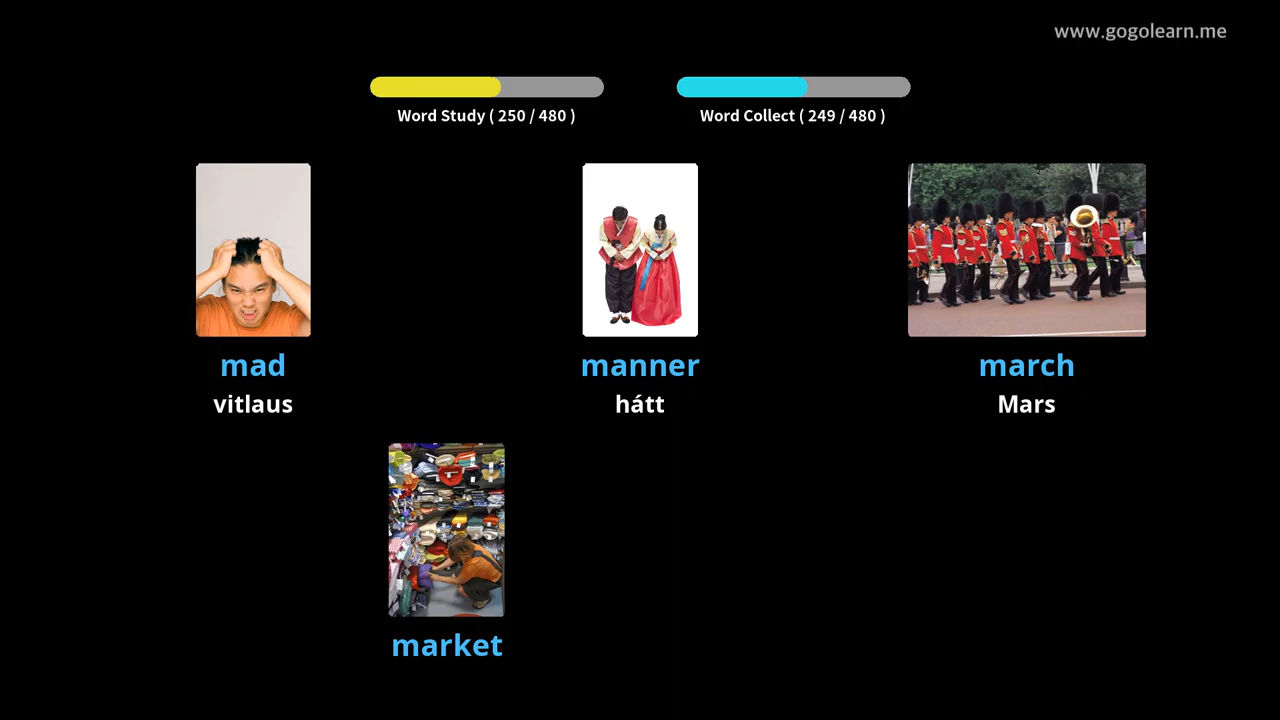 www.gogolearn.me
Word Study ( 250 / 480 )
Word Collect ( 249 / 480 )
mad
manner
march
vitlaus
hátt
Mars
market